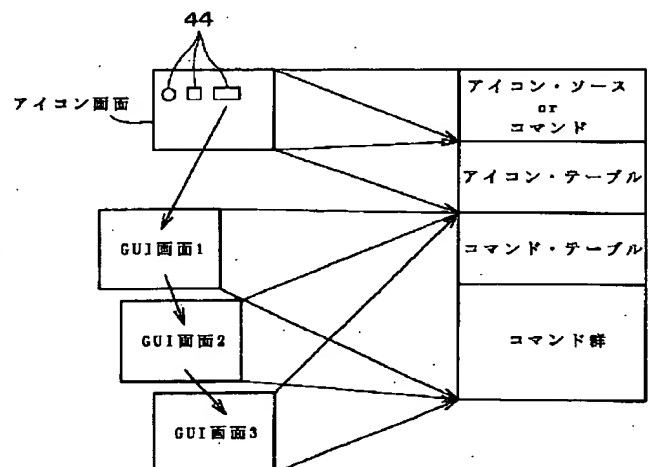 44
アイコン画面
アイコン・ソース
or
コマンド
アイコン・テーブル
コマンド・テーブル
コマンド群
GUI画面1
GUI画面2
GUI画面3